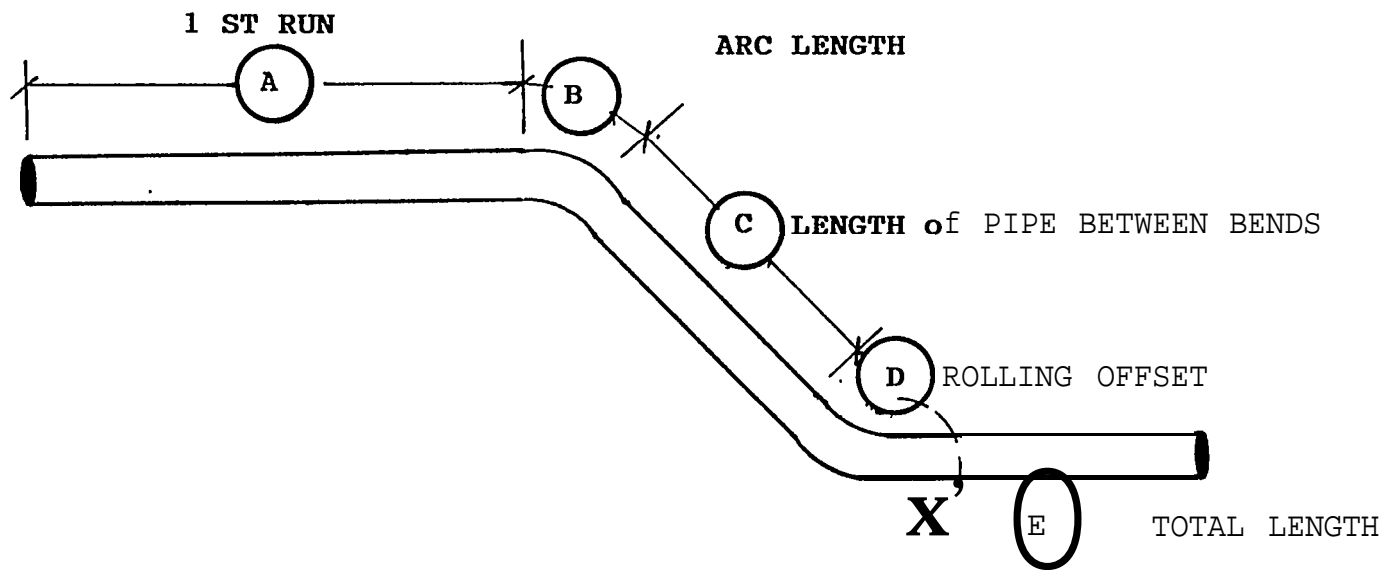 1 ST RUN
ARC LENGTH
A
B
C LENGTH of PIPE BETWEEN BENDS
D ROLLING OFFSET
X
E TOTAL LENGTH